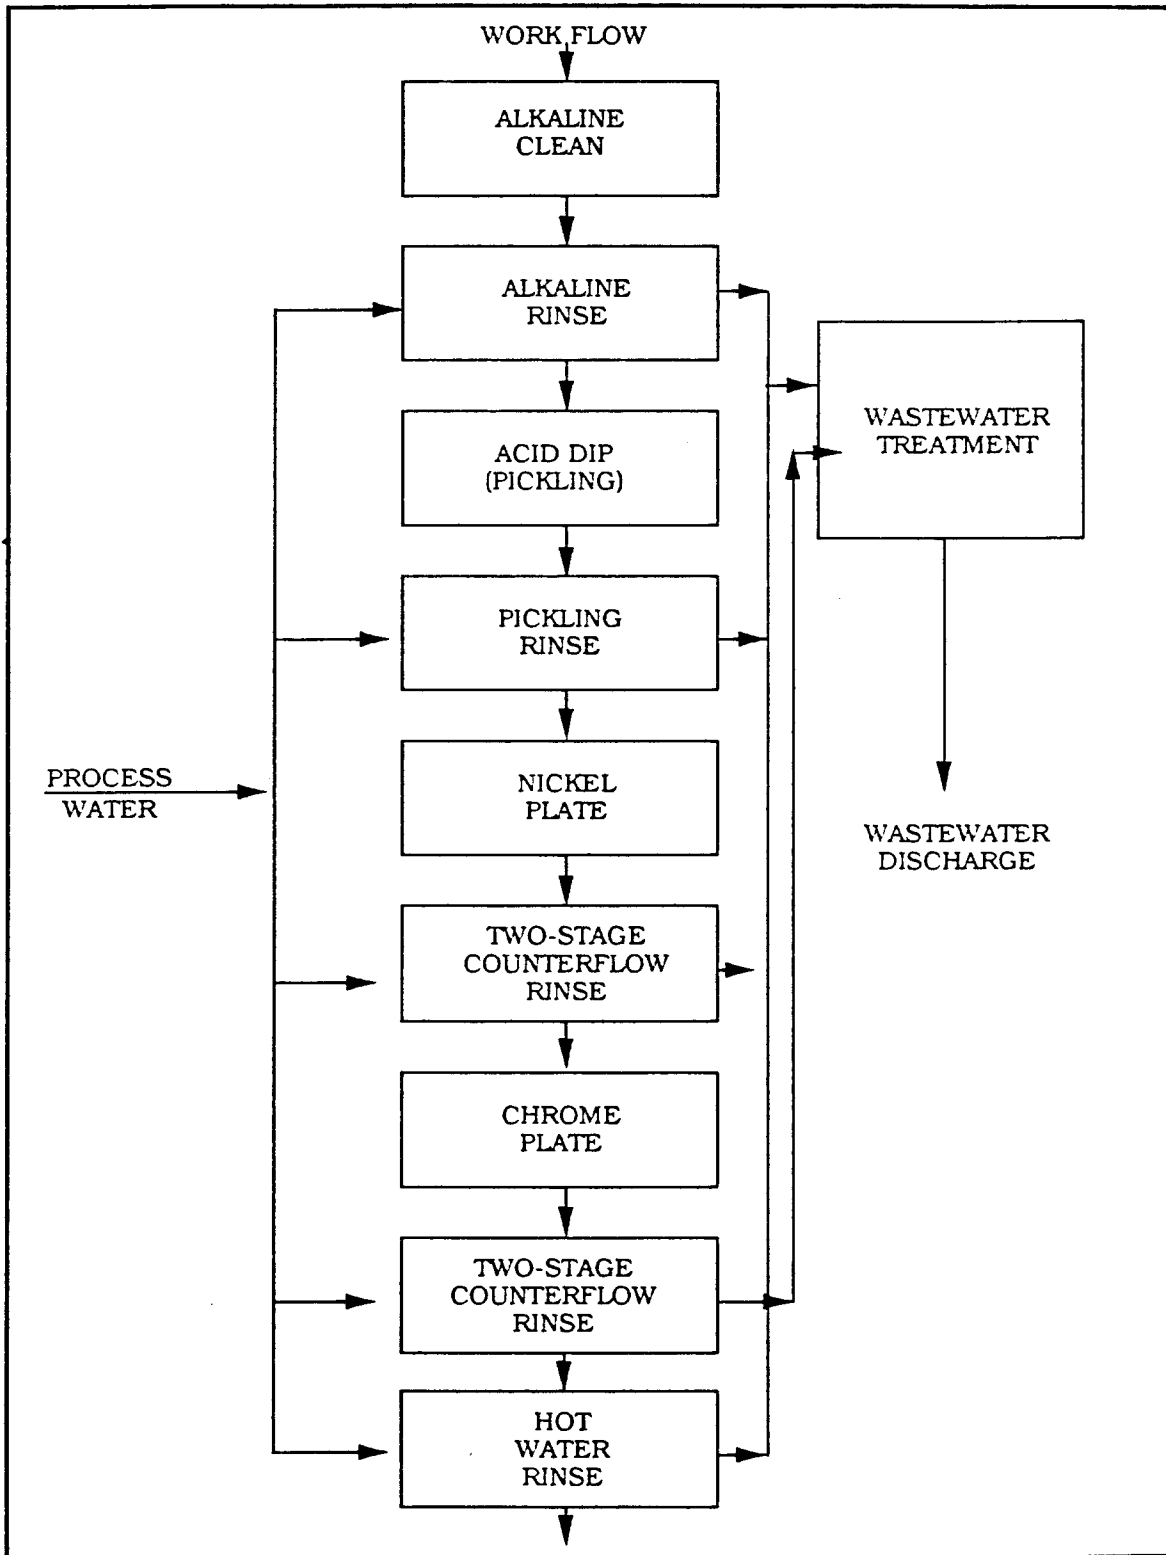 WORK FLOW
ALKALINE
CLEAN
ALKALINE
RINSE
ACID DIP
(PICKLING)
PICKLING
RINSE
NICKEL
PLATE
TWO-STAGE
COUNTERFLOW
RINSE
CHROME
PLATE
TWO-STAGE
COUNTERFLOW
RINSE
HOT
WATER
RINSE
PROCESS
WATER
WASTEWATER
TREATMENT
WASTEWATER
DISCHARGE